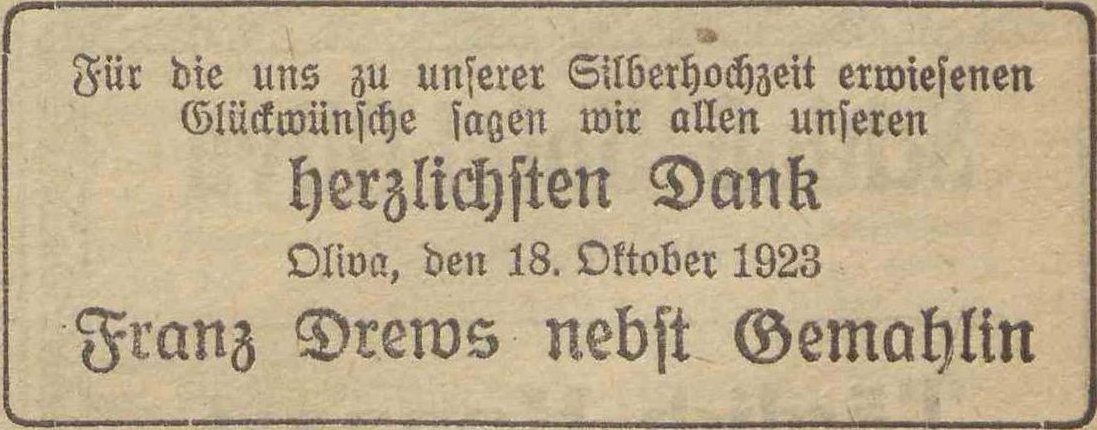 Für die uns zu unserer Silberhochzeit erwiesenen
Glückwünsche sagen wir allen unseren
herzlichsten Dank
Oliva, den 18. Oktober 1923
Franz Drews nebst Gemahlin